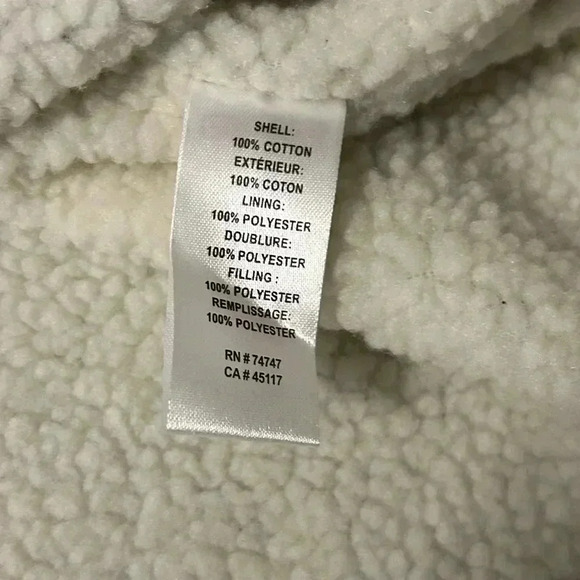 SHELL:
100% COTTON
EXTÉRIEUR:
100% COTON
LINING:
100% POLYESTER
DOUBLURE:
100% POLYESTER
FILLING :
100% POLYESTER
REMPLISSAGE:
100% POLYESTER
RN # 74747
CA # 45117